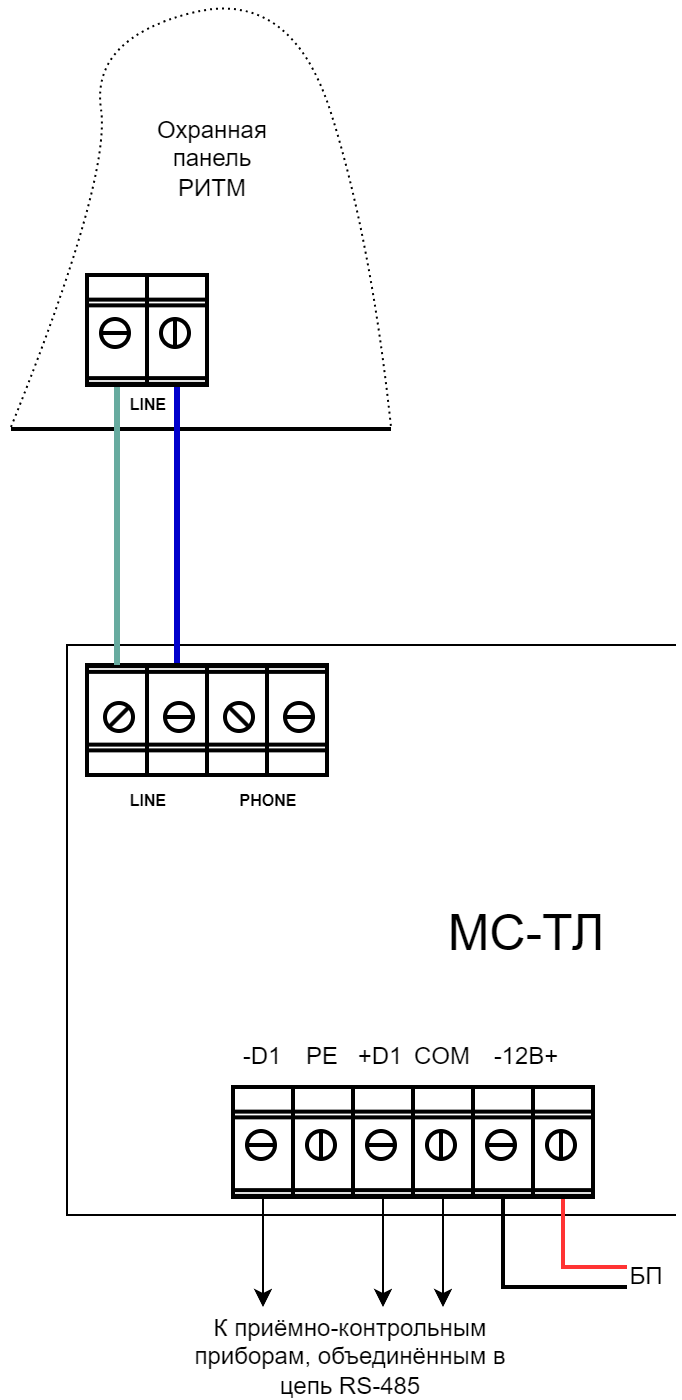 Охранная
панель
РИТМ
LINE
LINE PHONE
МС-ТЛ
-D1 PE +D1 COM -12В+
БП
К приёмно-контрольным
приборам, объединённым в
цепь RS-485